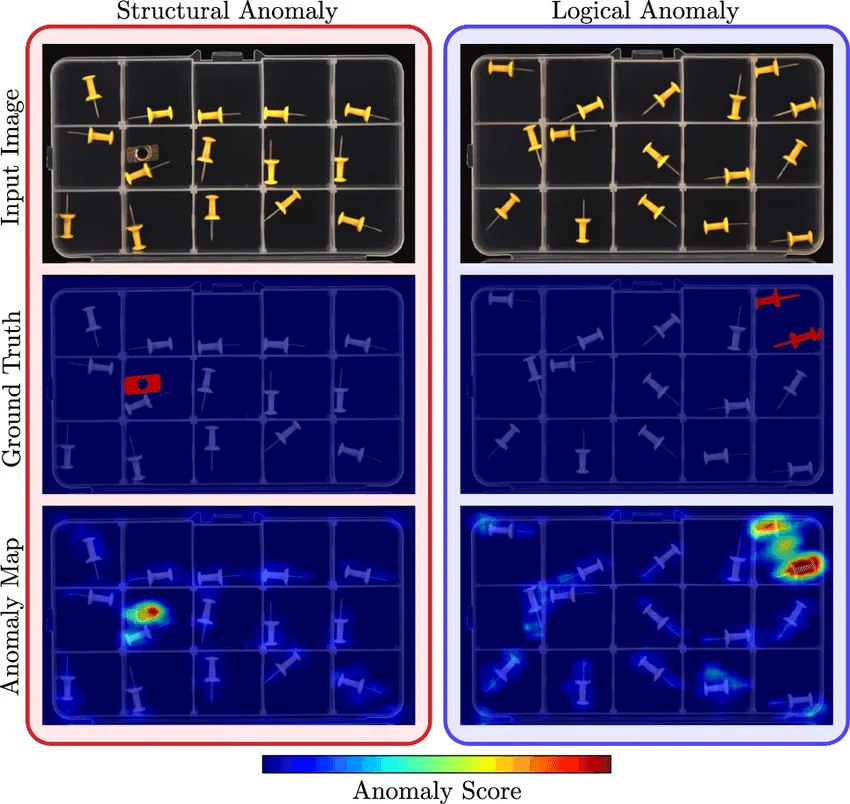 Structural Anomaly
Logical Anomaly
Input Image
Ground Truth
Anomaly Map
Anomaly Score